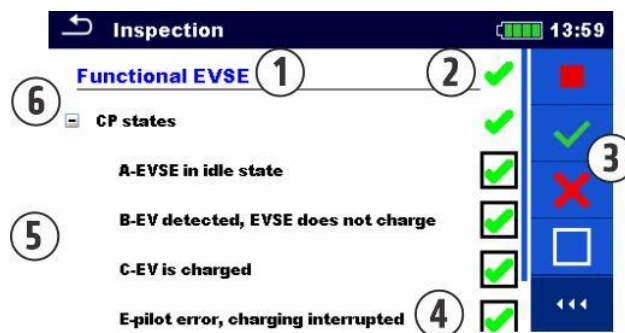 Inspection 13:59
Functional EVSE 1 2
6
CP states
3
A-EVSE in idle state
B-EV detected, EVSE does not charge
5
C-EV is charged
E-pilot error, charging interrupted 4